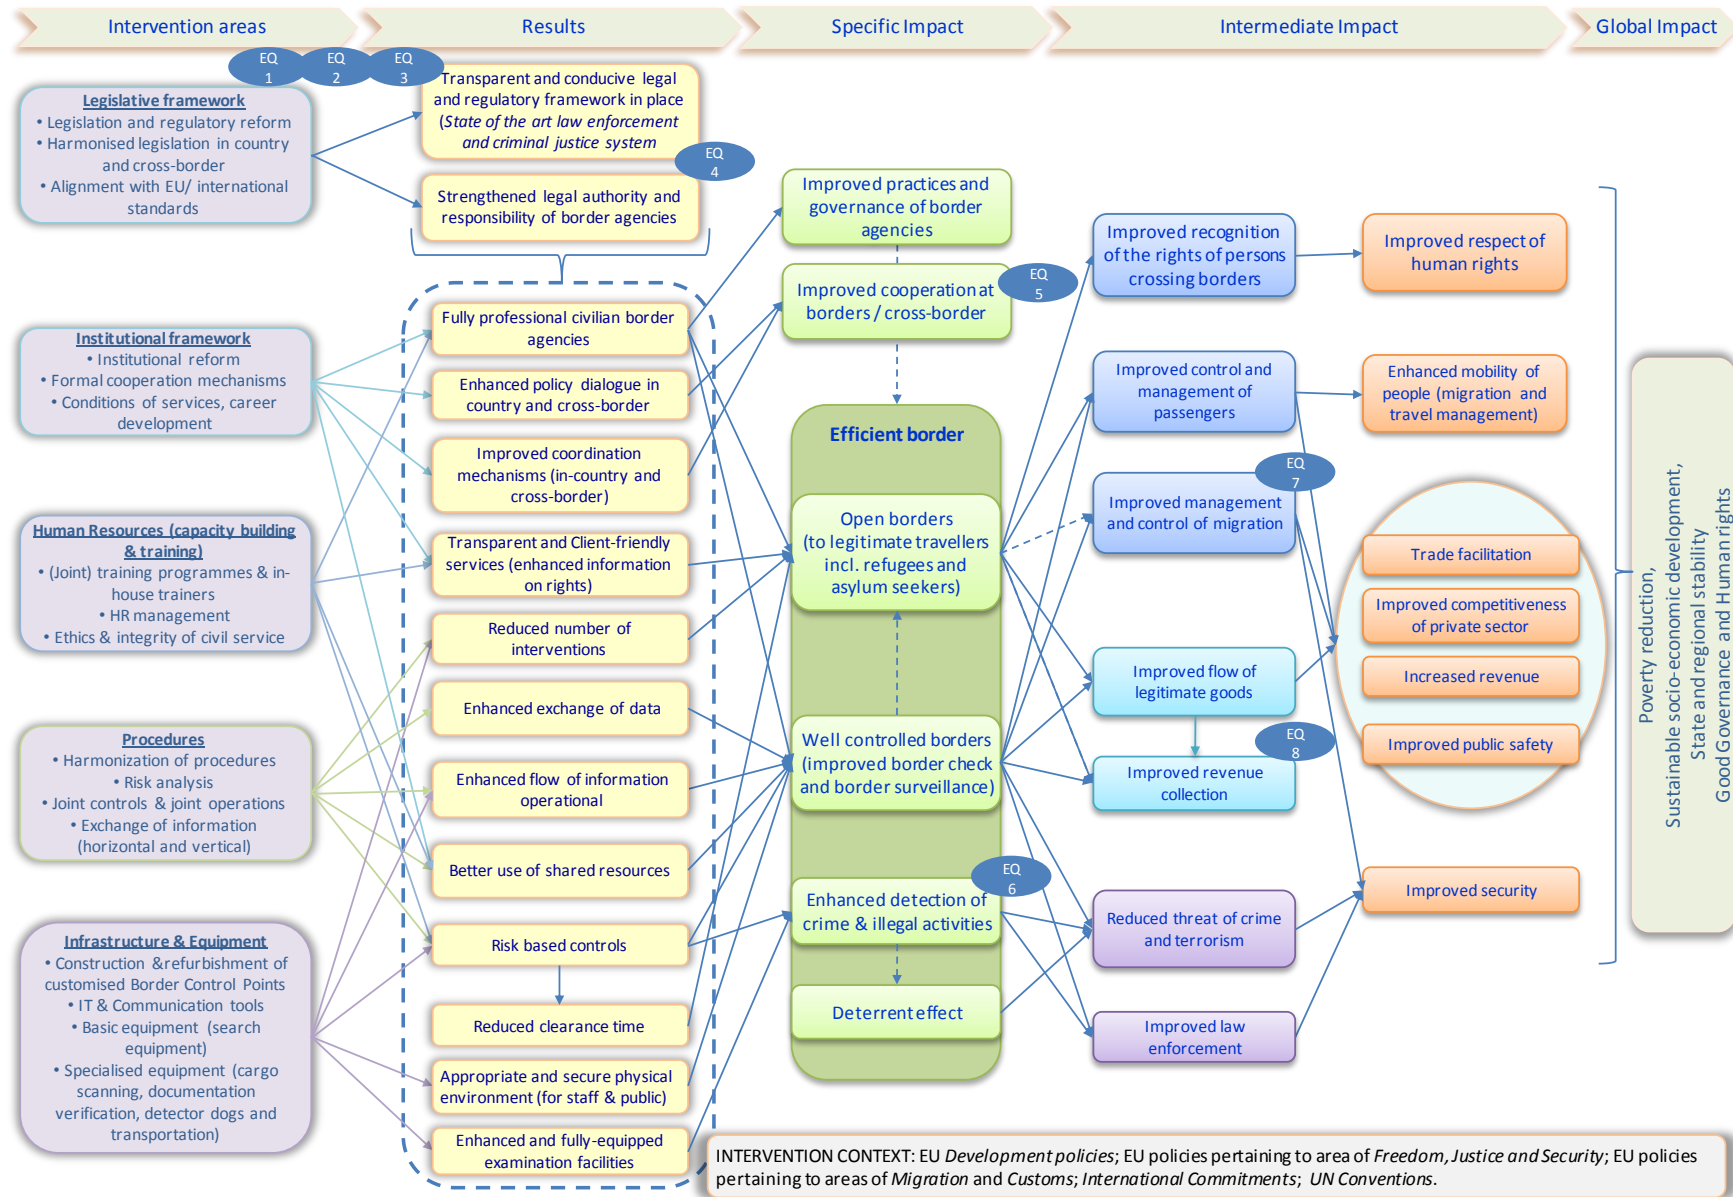 Intervention areas
Results
Specific Impact
Intermediate Impact
Global Impact
EQ
1
EQ
2
EQ
3
Legislative framework
• Legislation and regulatory reform
• Harmonised legislation in country
and cross-border
• Alignment with EU/ international
standards
Institutional framework
• Institutional reform
• Formal cooperation mechanisms
• Conditions of services, career
development
Human Resources (capacity building
& training)
• (Joint) training programmes & in-
house trainers
• HR management
• Ethics & integrity of civil service
Procedures
• Harmonization of procedures
• Risk analysis
• Joint controls & joint operations
• Exchange of information
(horizontal and vertical)
Infrastructure & Equipment
• Construction &refurbishment of
customised Border Control Points
• IT & Communication tools
• Basic equipment (search
equipment)
• Specialised equipment (cargo
scanning, documentation
verification, detector dogs and
transportation)
Transparent and conducive legal
and regulatory framework in place
(State of the art law enforcement
and criminal justice system
EQ
4
Strengthened legal authority and
responsibility of border agencies
Fully professional civilian border
agencies
Enhanced policy dialogue in
country and cross-border
Improved coordination
mechanisms (in-country and
cross-border)
Transparent and Client-friendly
services (enhanced information
on rights)
Reduced number of
interventions
Enhanced exchange of data
Enhanced flow of information
operational
Better use of shared resources
Risk based controls
Reduced clearance time
Appropriate and secure physical
environment (for staff & public)
Enhanced and fully-equipped
examination facilities
Improved practices and
governance of border
agencies
Improved cooperation at
borders / cross-border
EQ
5
Efficient border
Open borders
(to legitimate travellers
incl. refugees and
asylum seekers)
Well controlled borders
(improved border check
and border surveillance)
EQ
6
Enhanced detection of
crime & illegal activities
Deterrent effect
Improved recognition
of the rights of persons
crossing borders
Improved control and
management of
passengers
EQ
7
Improved management
and control of migration
Improved flow of
legitimate goods
EQ
8
Improved revenue
collection
Reduced threat of crime
and terrorism
Improved law
enforcement
Improved respect of
human rights
Enhanced mobility of
people (migration and
travel management)
Trade facilitation
Improved competitiveness
of private sector
Increased revenue
Improved public safety
Improved security
Poverty reduction,
Sustainable socio-economic development,
State and regional stability
Good Governance and Human rights
INTERVENTION CONTEXT: EU Development policies; EU policies pertaining to area of Freedom, Justice and Security; EU policies
pertaining to areas of Migration and Customs; International Commitments; UN Conventions.